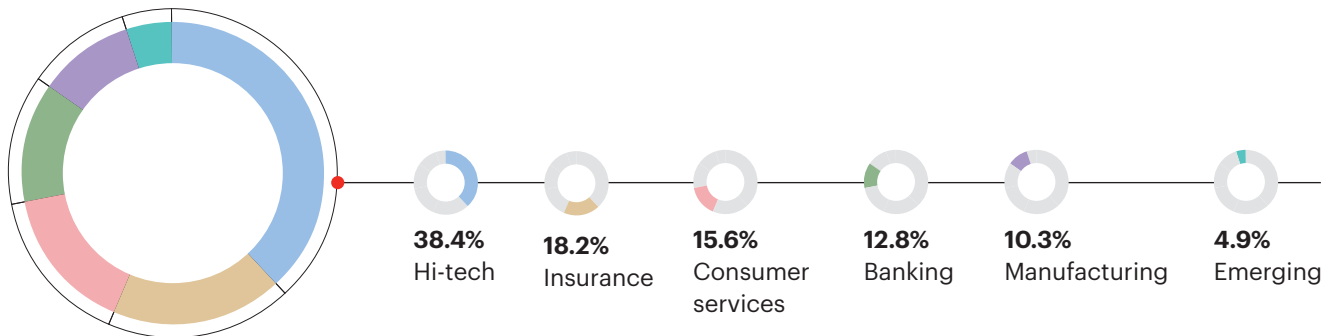 38.4%
Hi-tech
18.2%
Insurance
15.6%
Consumer
services
12.8%
Banking
10.3%
Manufacturing
4.9%
Emerging